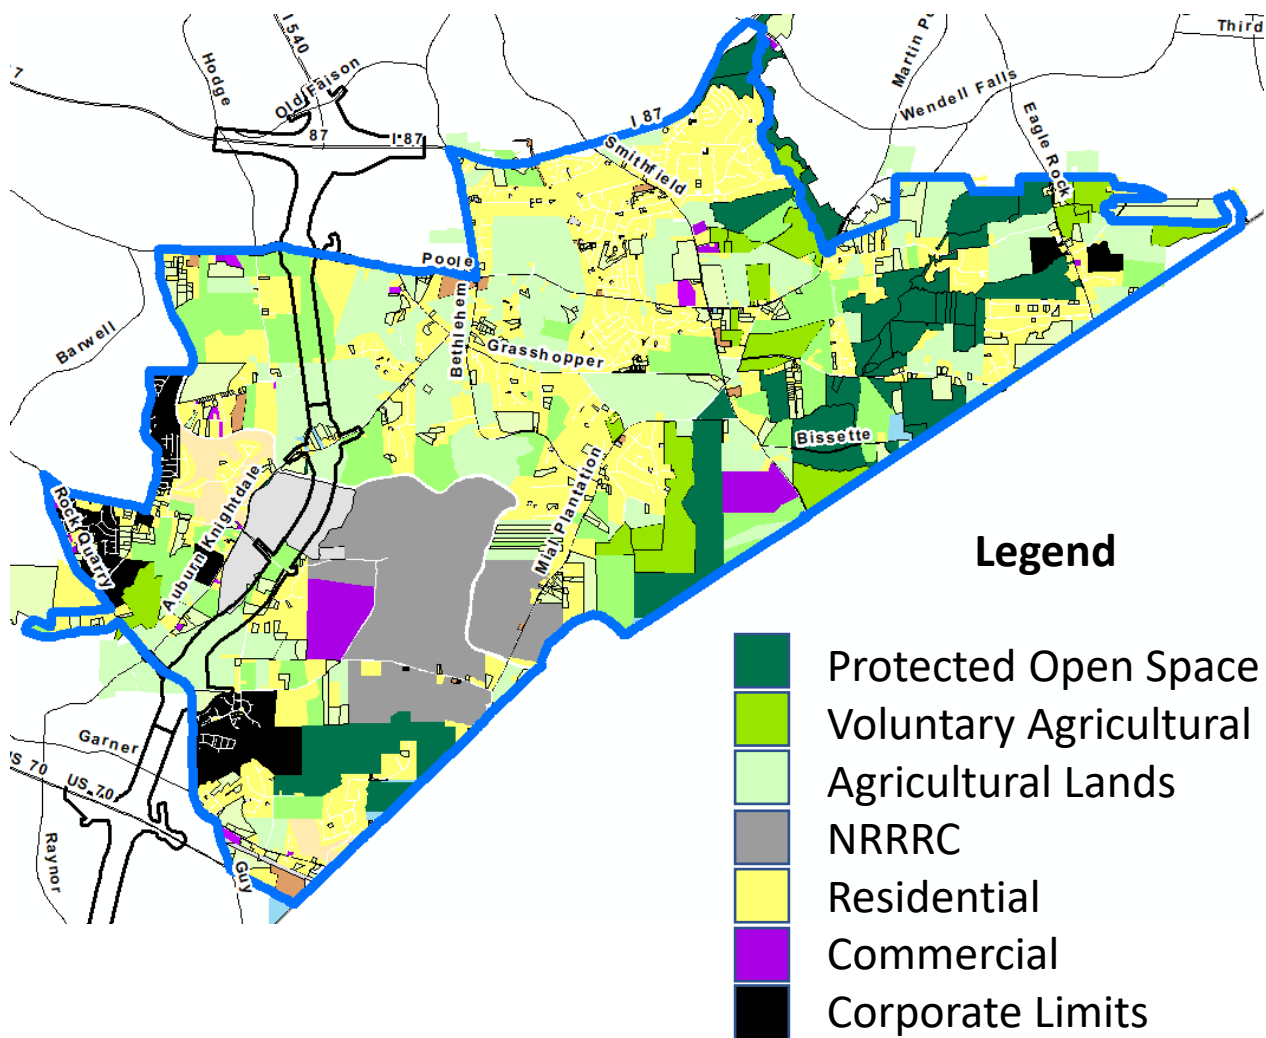 I 540
Hodge
Old Faison
Martin Po
Third
7
Wendell Falls
I 87
87
I 87
Smithfield
Eagle Rock
Poole
Barwell
Bethlehem
Grasshopper
Bissette
Mial Plantation
Auburn Knightdale
Rock Quarry
Garner
US 70
US 70
Raynor
Guy
Legend
Protected Open Space
Voluntary Agricultural
Agricultural Lands
NRRRC
Residential
Commercial
Corporate Limits